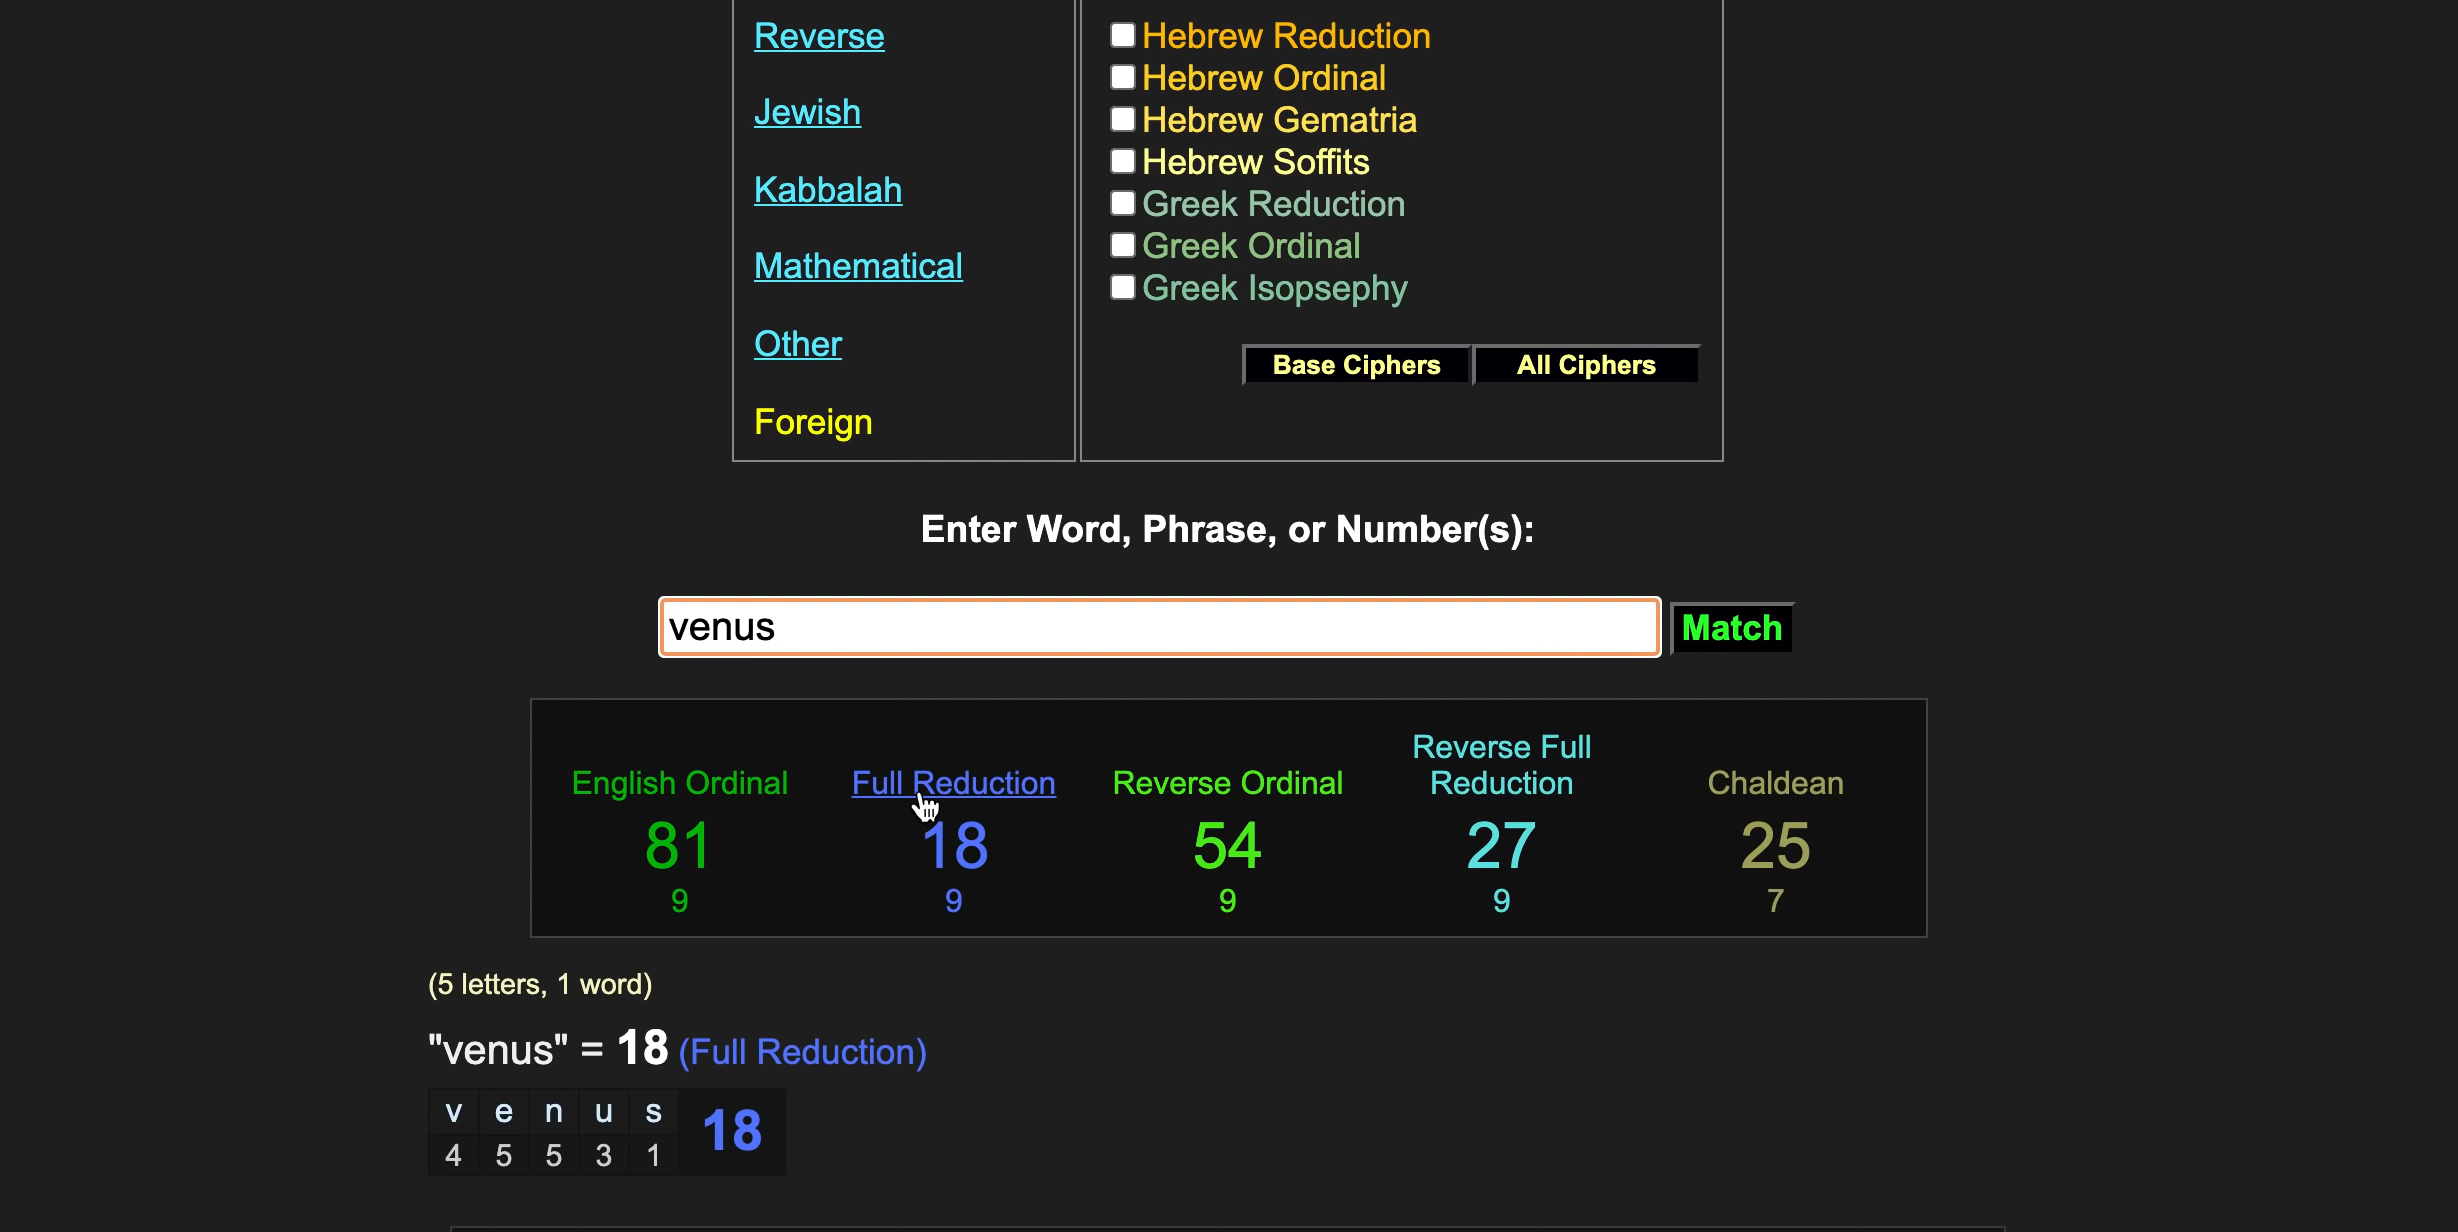 Reverse
Jewish
Kabbalah
Mathematical
Other
Foreign
Hebrew Reduction
Hebrew Ordinal
Hebrew Gematria
Hebrew Soffits
Greek Reduction
Greek Ordinal
Greek Isopsephy
Base Ciphers All Ciphers
Enter Word, Phrase, or Number(s):
venus Match
English Ordinal
81
9
Full Reduction
18
9
Reverse Ordinal
54
9
Reverse Full
Reduction
27
9
Chaldean
25
7
(5 letters, 1 word)
"venus" = 18 (Full Reduction)
v e n u s 18
4 5 5 3 1